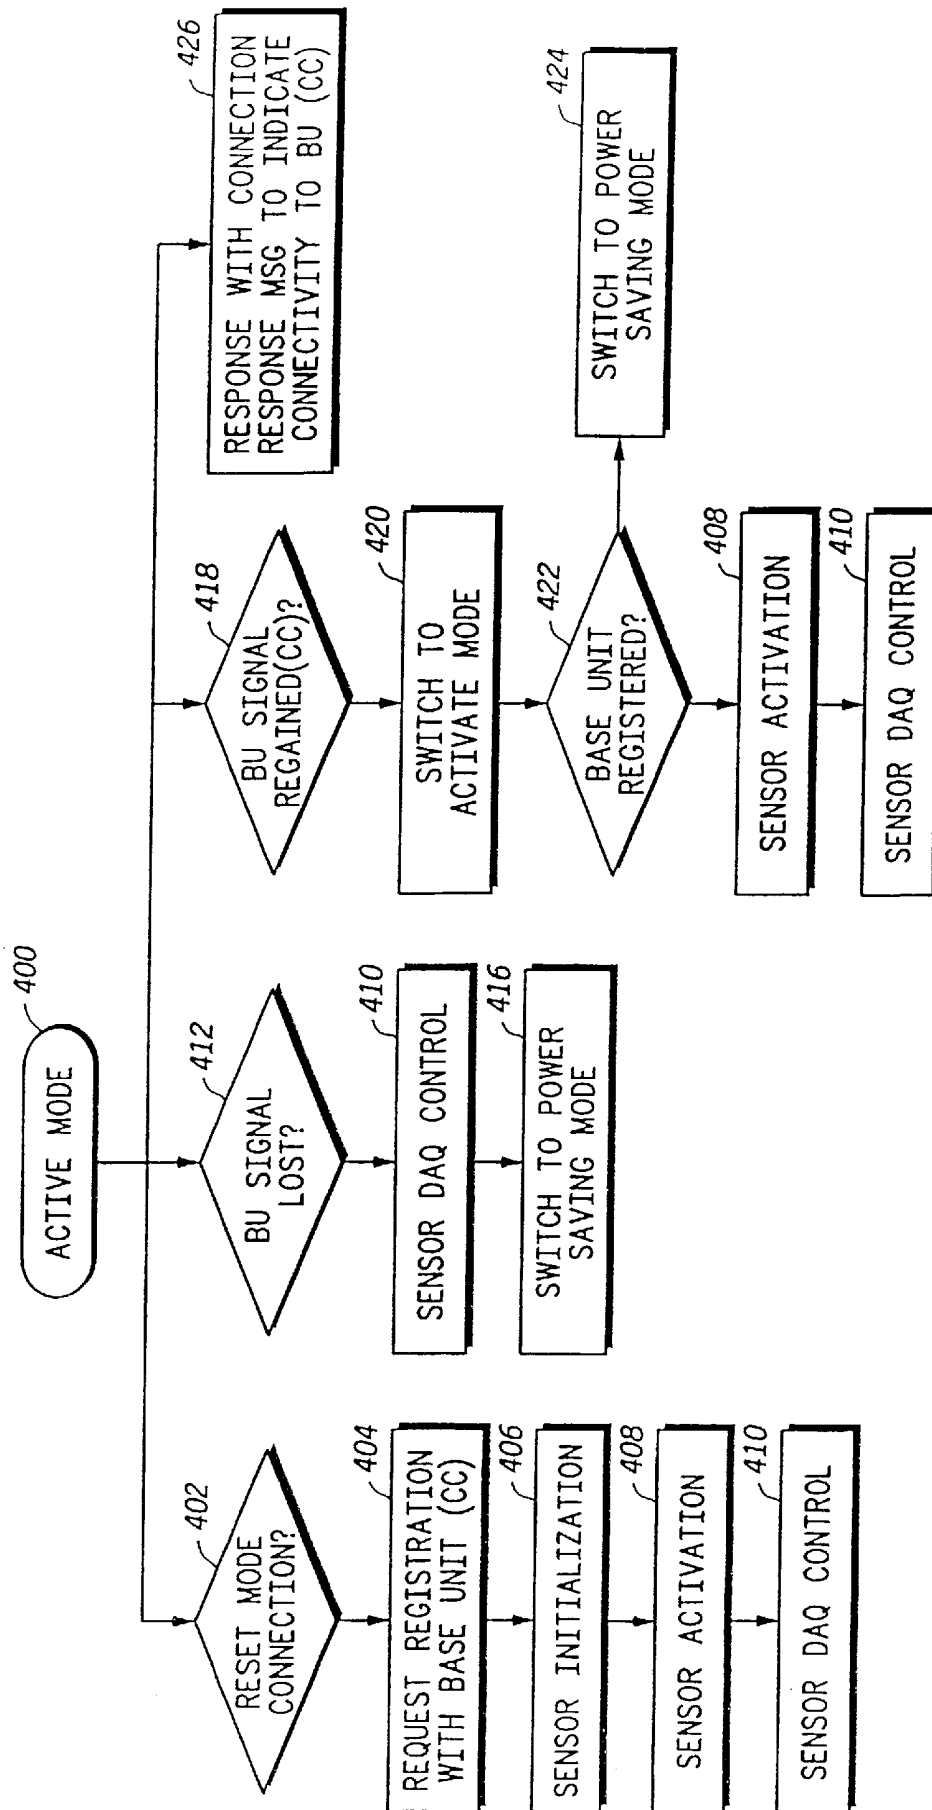 ACTIVE MODE
400
RESET MODE
CONNECTION?
402
REQUEST REGISTRATION
WITH BASE UNIT (CC)
404
SENSOR INITIALIZATION
406
SENSOR ACTIVATION
408
SENSOR DAQ CONTROL
410
BU SIGNAL
LOST?
412
SENSOR DAQ CONTROL
410
SWITCH TO POWER
SAVING MODE
416
BU SIGNAL
REGAINED(CC)?
418
SWITCH TO
ACTIVATE MODE
420
BASE UNIT
REGISTERED?
422
SENSOR ACTIVATION
408
SENSOR DAQ CONTROL
410
SWITCH TO POWER
SAVING MODE
424
RESPONSE WITH CONNECTION
RESPONSE MSG TO INDICATE
CONNECTIVITY TO BU (CC)
426